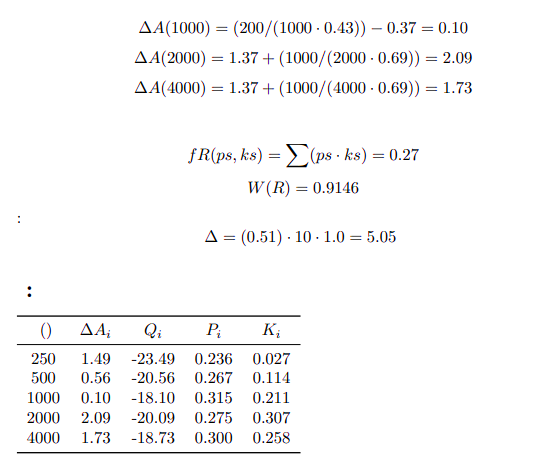 ΔA(1000) = (200/(1000 · 0.43)) − 0.37 = 0.10
ΔA(2000) = 1.37 + (1000/(2000 · 0.69)) = 2.09
ΔA(4000) = 1.37 + (1000/(4000 · 0.69)) = 1.73
fR(ps, ks) = ∑(ps · ks) = 0.27
W(R) = 0.9146
:
Δ = (0.51) · 10 · 1.0 = 5.05
:
() ΔA_i Q_i P_i K_i
250 1.49 -23.49 0.236 0.027
500 0.56 -20.56 0.267 0.114
1000 0.10 -18.10 0.315 0.211
2000 2.09 -20.09 0.275 0.307
4000 1.73 -18.73 0.300 0.258